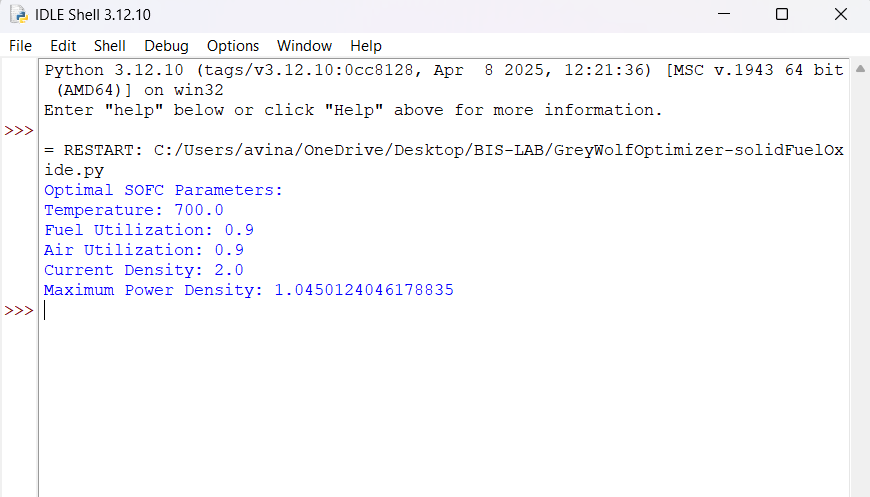 IDLE Shell 3.12.10
File Edit Shell Debug Options Window Help
Python 3.12.10 (tags/v3.12.10:0cc8128, Apr  8 2025, 12:21:36) [MSC v.1943 64 bit
 (AMD64)] on win32
Enter "help" below or click "Help" above for more information.
>>>
= RESTART: C:/Users/avina/OneDrive/Desktop/BIS-LAB/GreyWolfOptimizer-solidFuelOx
ide.py
Optimal SOFC Parameters:
Temperature: 700.0
Fuel Utilization: 0.9
Air Utilization: 0.9
Current Density: 2.0
Maximum Power Density: 1.0450124046178835
>>>